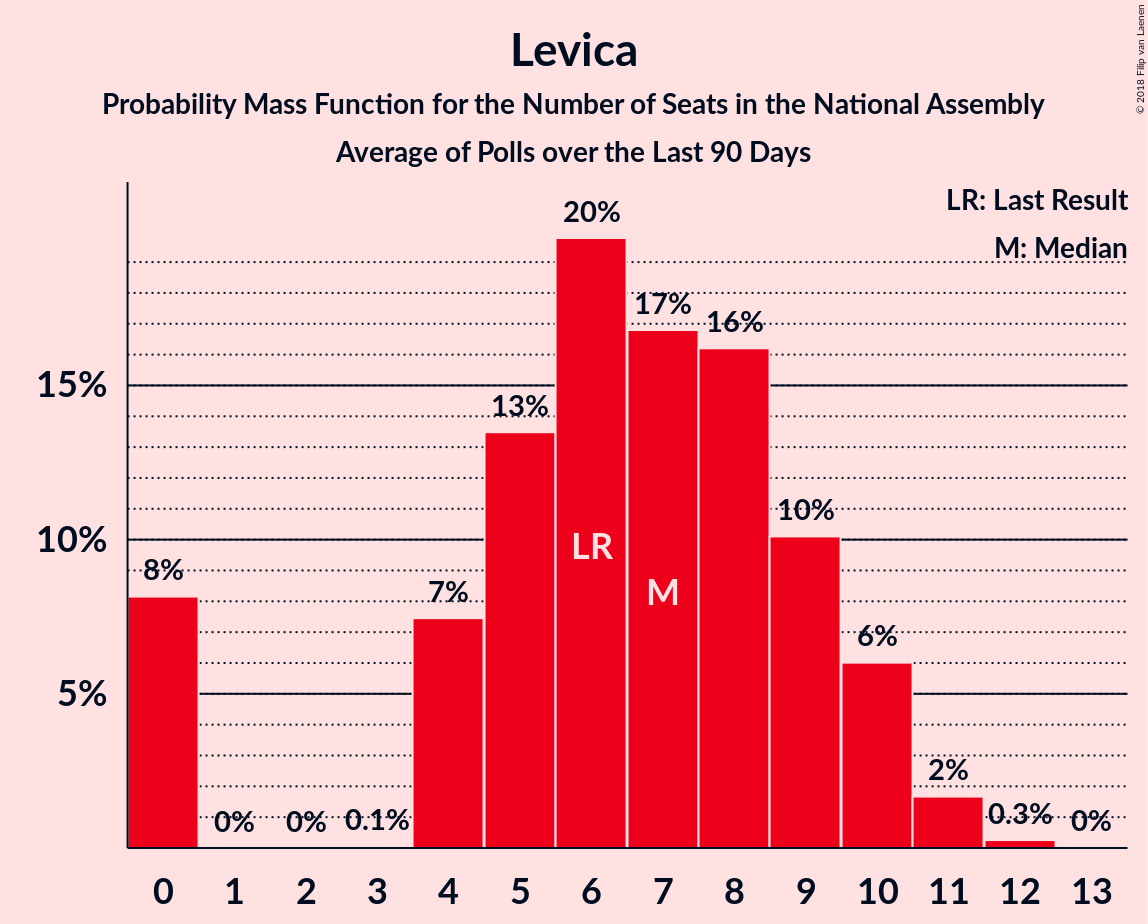 Levica
Probability Mass Function for the Number of Seats in the National Assembly
Average of Polls over the Last 90 Days
© 2018 Filip van Laenen
LR: Last Result
M: Median
20%
17%
16%
15%
13%
10%
10%
8%
7%
6%
5%
2%
0%
0%
0.1%
0.3%
0%
LR
M
0 1 2 3 4 5 6 7 8 9 10 11 12 13